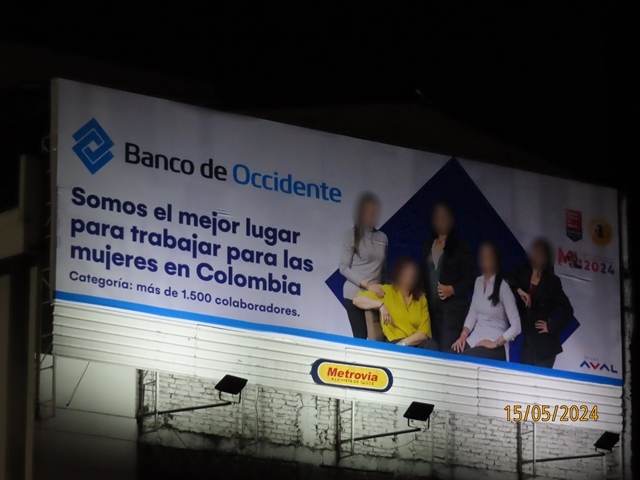 Banco de Occidente
Somos el mejor lugar
para trabajar para las
mujeres en Colombia
Categoría: más de 1.500 colaboradores.
2024
AVAL
Metrovia
15/05/2024